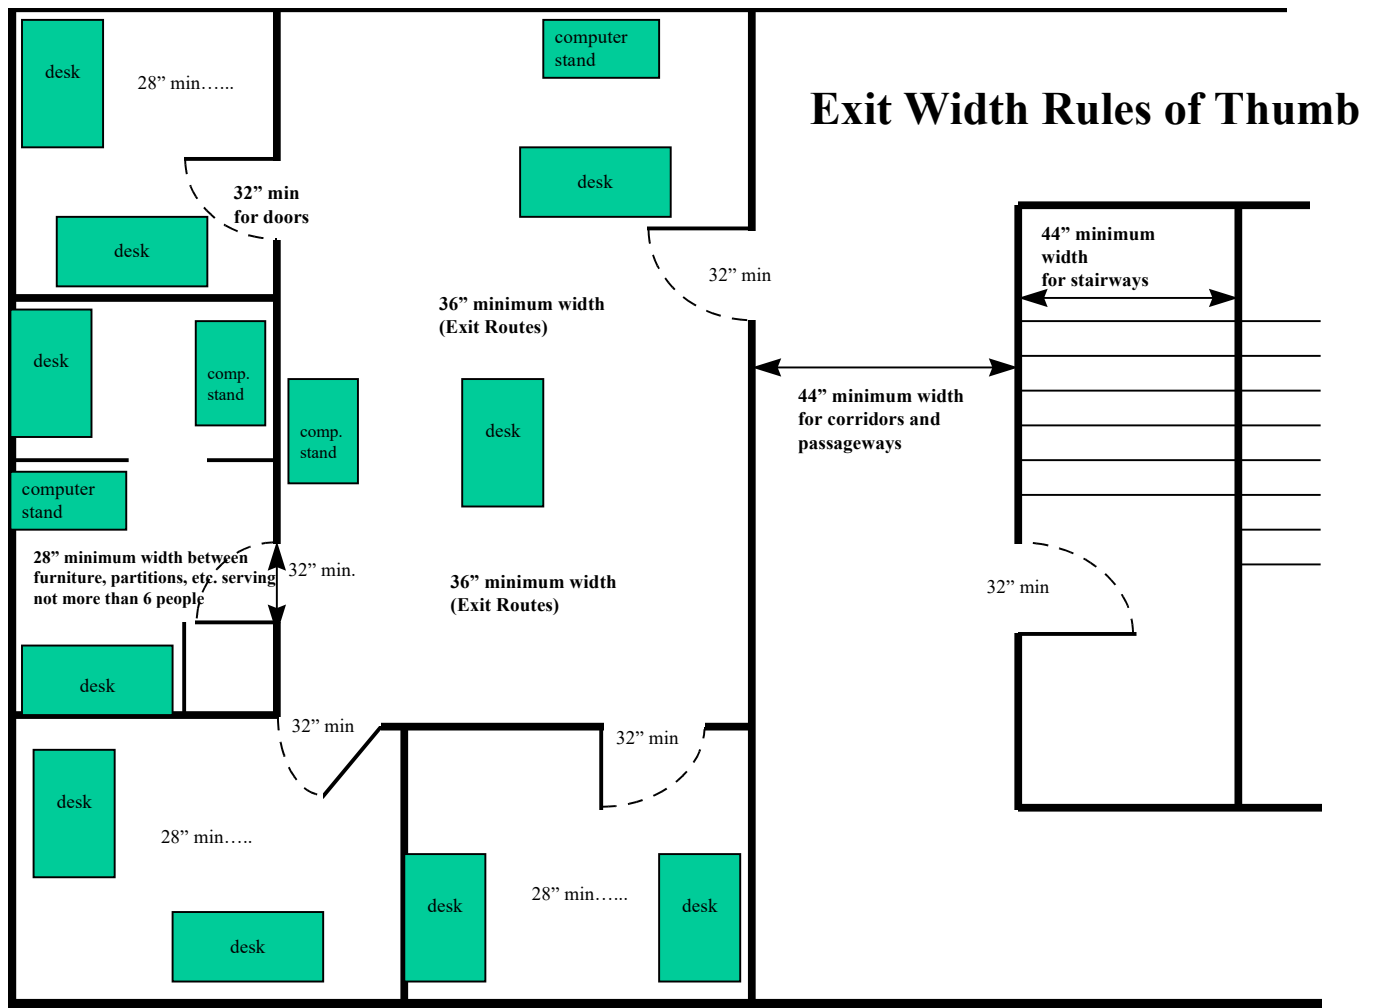 desk
28” min…...
computer
stand
Exit Width Rules of Thumb
desk
32” min
for doors
desk
32” min
44” minimum
width
for stairways
36” minimum width
(Exit Routes)
desk
comp.
stand
comp.
stand
desk
44” minimum width
for corridors and
passageways
computer
stand
28” minimum width between
furniture, partitions, etc. serving
not more than 6 people
32” min.
36” minimum width
(Exit Routes)
32” min
desk
32” min
32” min
desk
28” min…..
desk
desk
28” min…...
desk